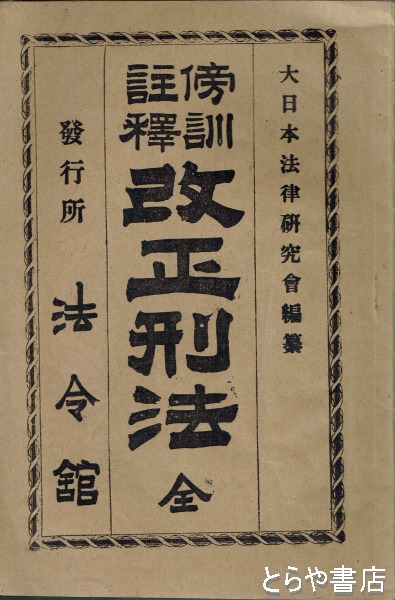 大日本法律研究會編纂
傍訓
註釋
改正刑法 全
發行所 法令館
とらや書店